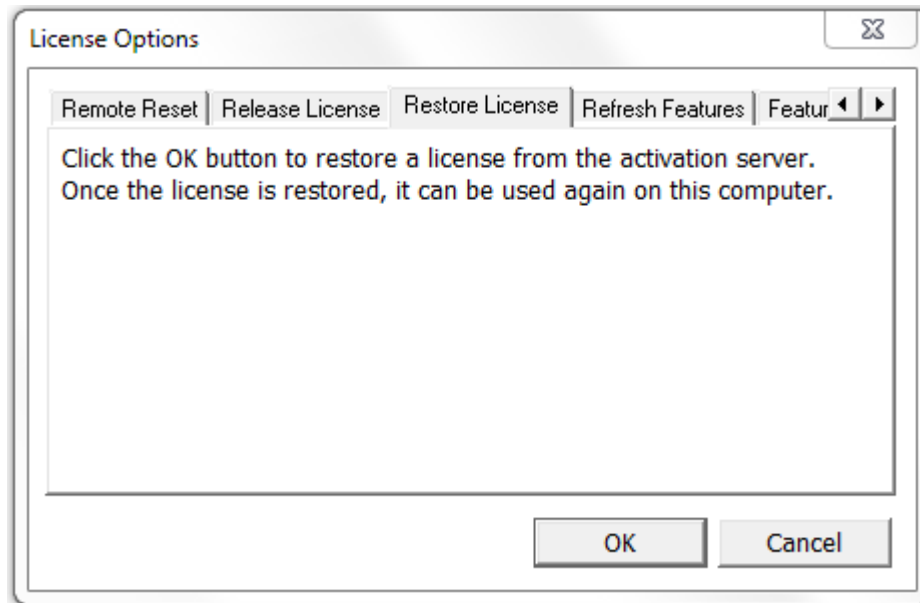 License Options
Remote Reset Release License Restore License Refresh Features Featur
Click the OK button to restore a license from the activation server.
Once the license is restored, it can be used again on this computer.
OK Cancel